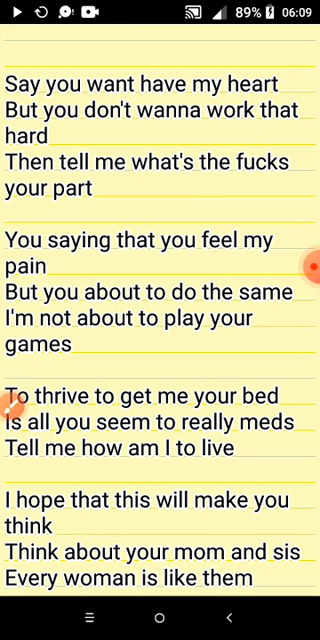 89% 06:09
Say you want have my heart
But you don't wanna work that
hard
Then tell me what's the fucks
your part
You saying that you feel my
pain
But you about to do the same
I'm not about to play your
games
To thrive to get me your bed
Is all you seem to really meds
Tell me how am I to live
I hope that this will make you
think
Think about your mom and sis
Every woman is like them